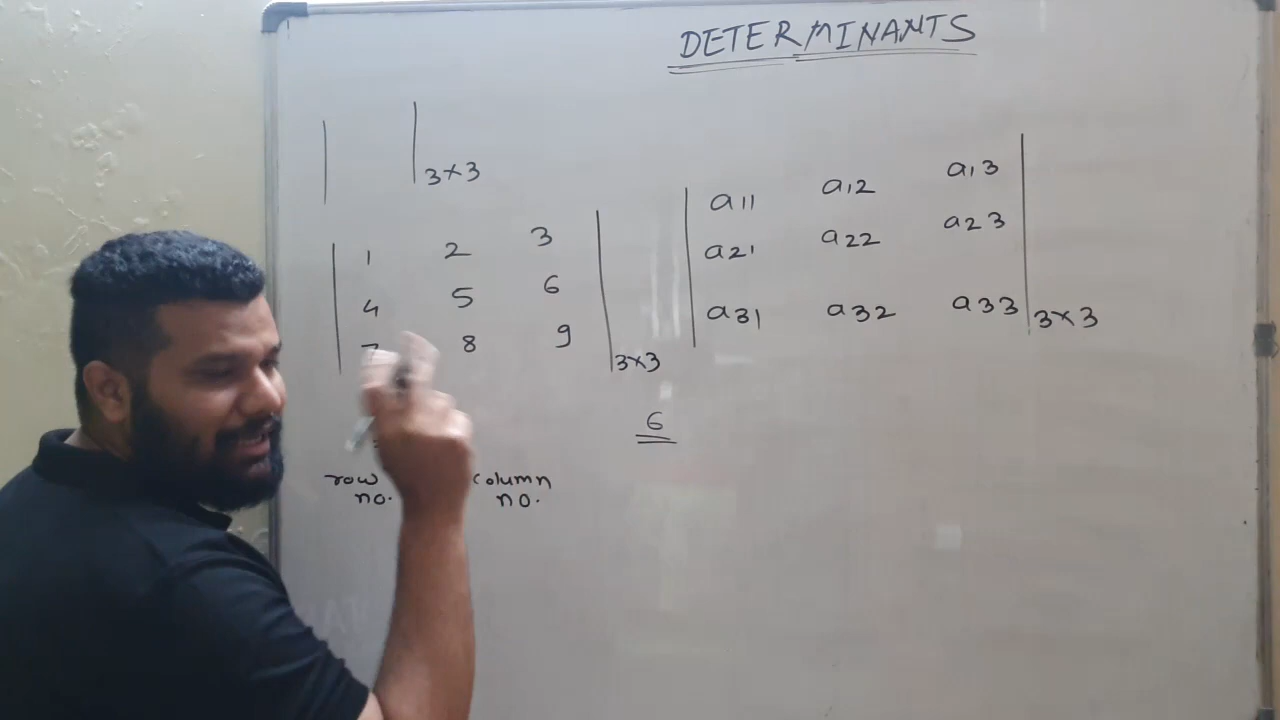 DETERMINANTS
3×3
1 2 3
4 5 6
7 8 9
3×3
a11 a12 a13
a21 a22 a23
a31 a32 a33
3×3
6
row no.
column no.